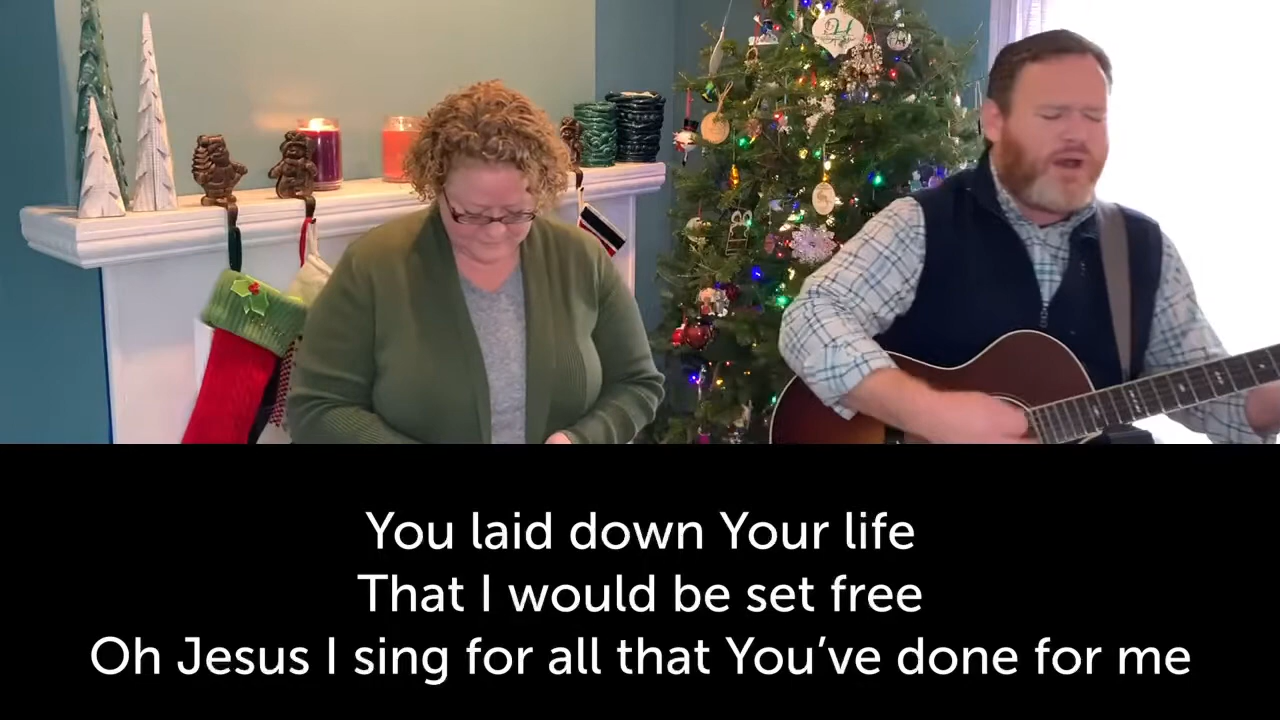 You laid down Your life
That I would be set free
Oh Jesus I sing for all that You've done for me